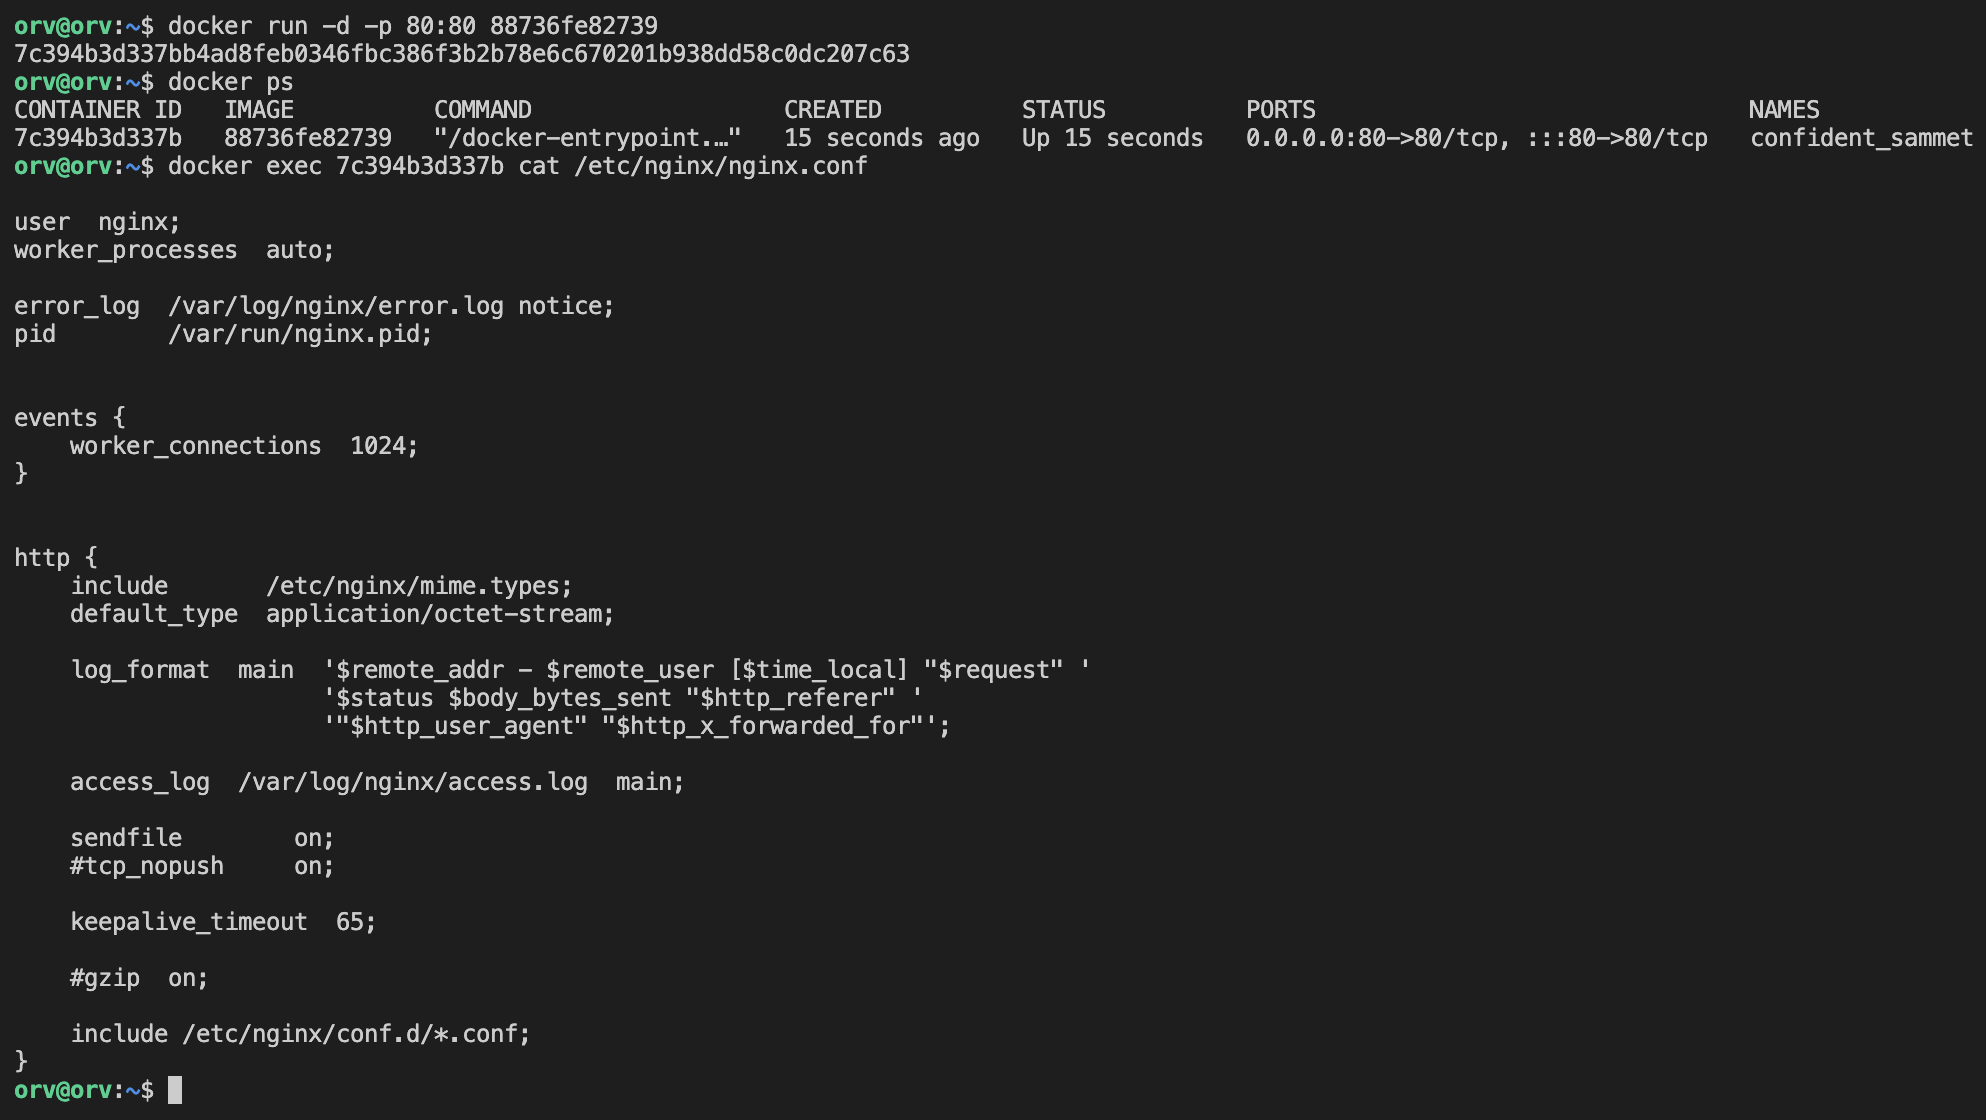 orv@orv:~$ docker run -d -p 80:80 88736fe82739
7c394b3d337bb4ad8feb0346fbc386f3b2b78e6c670201b938dd58c0dc207c63
orv@orv:~$ docker ps
CONTAINER ID   IMAGE          COMMAND                  CREATED          STATUS          PORTS                               NAMES
7c394b3d337b   88736fe82739   "/docker-entrypoint.…"   15 seconds ago   Up 15 seconds   0.0.0.0:80->80/tcp, :::80->80/tcp   confident_sammet
orv@orv:~$ docker exec 7c394b3d337b cat /etc/nginx/nginx.conf

user  nginx;
worker_processes  auto;

error_log  /var/log/nginx/error.log notice;
pid        /var/run/nginx.pid;


events {
    worker_connections  1024;
}


http {
    include       /etc/nginx/mime.types;
    default_type  application/octet-stream;

    log_format  main  '$remote_addr - $remote_user [$time_local] "$request" '
                      '$status $body_bytes_sent "$http_referer" '
                      '"$http_user_agent" "$http_x_forwarded_for"';

    access_log  /var/log/nginx/access.log  main;

    sendfile        on;
    #tcp_nopush     on;

    keepalive_timeout  65;

    #gzip  on;

    include /etc/nginx/conf.d/*.conf;
}
orv@orv:~$